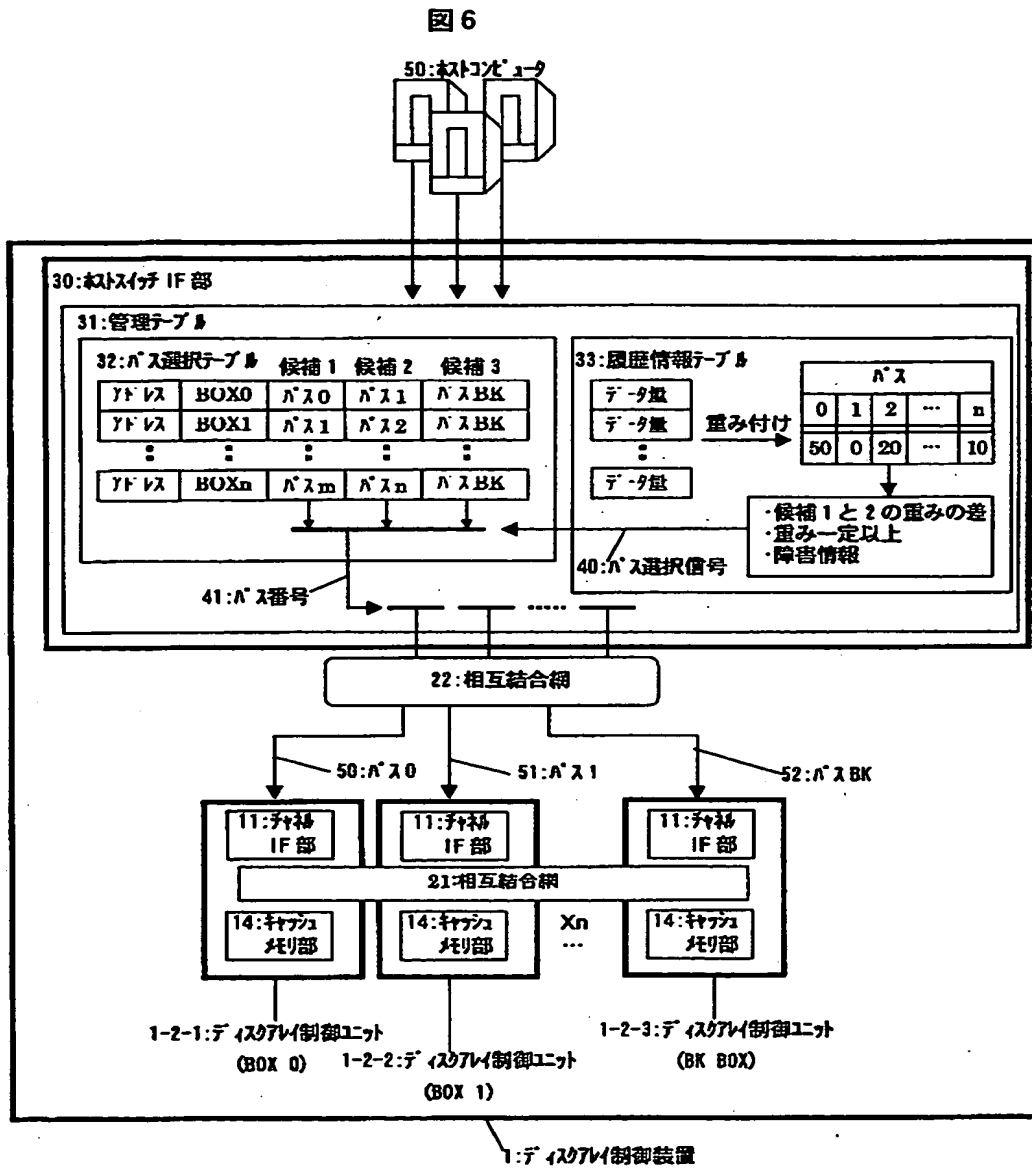 図6
50:ホストコンピュータ
30:ホストスイッチ IF 部
31:管理テーブル
32:パス選択テーブル
候補1 候補2 候補3
アドレス BOX0 パス0 パス1 パスBK
アドレス BOX1 パス1 パス2 パスBK
アドレス BOXn パスm パスn パスBK
33:履歴情報テーブル
データ量
データ量
データ量
重み付け
パス
0 1 2 … n
50 0 20 … 10
・候補1と2の重みの差
・重み一定以上
・障害情報
40:パス選択信号
41:パス番号
22:相互結合網
50:パス0
51:パス1
52:パスBK
11:チャネル
IF部
11:チャネル
IF部
11:チャネル
IF部
21:相互結合網
14:キャッシュ
メモリ部
14:キャッシュ
メモリ部
Xn
…
14:キャッシュ
メモリ部
1-2-1:ディスクアレイ制御ユニット
(BOX 0)
1-2-2:ディスクアレイ制御ユニット
(BOX 1)
1-2-3:ディスクアレイ制御ユニット
(BK BOX)
1:ディスクアレイ制御装置